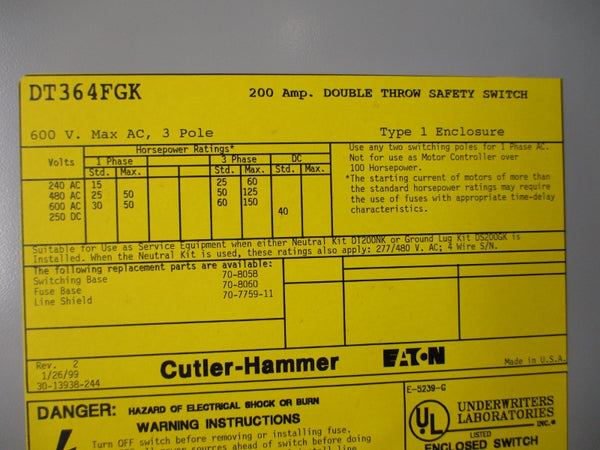 DT364FGK 200 Amp. DOUBLE THROW SAFETY SWITCH
600 V. Max AC, 3 Pole Type 1 Enclosure
Horsepower Ratings*
Volts 1 Phase 3 Phase DC
Std. Max. Std. Max. Std. Max.
240 AC 15 25 60
480 AC 25 50 50 125
600 AC 30 50 60 150
250 DC 40
Use any two switching poles for 1 Phase AC.
Not for use as Motor Controller over
100 Horsepower.
*The starting current of motors of more than
the standard horsepower ratings may require
the use of fuses with appropriate time-delay
characteristics.
Suitable for Use as Service Equipment when either Neutral Kit DT200NK or Ground Lug Kit DS200GK is
Installed. When the Neutral Kit is used, these ratings also apply: 277/480 V. AC; 4 Wire S/N.
The following replacement parts are available:
Switching Base 70-8058
Fuse Base 70-8060
Line Shield 70-7759-11
Rev. 2
1/26/99
30-13938-244
Cutler-Hammer EATON Made in U.S.A.
DANGER: HAZARD OF ELECTRICAL SHOCK OR BURN
WARNING INSTRUCTIONS
Turn OFF switch before removing or installing fuse.
all power sources ahead of switch before doing
E-5239-G
UL UNDERWRITERS
LABORATORIES
INC.®
LISTED
ENCLOSED SWITCH